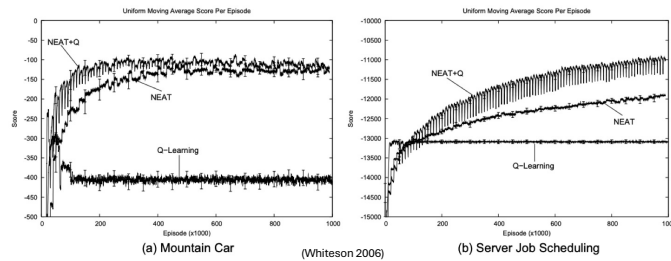 Uniform Moving Average Score Per Episode
0
-50
-100
-150
-200
-250
-300
-350
-400
-450
-500
Score
NEAT+Q
NEAT
Q-Learning
0
200
400
600
800
1000
Episode (x1000)
(a) Mountain Car
Uniform Moving Average Score Per Episode
-10000
-10500
-11000
-11500
-12000
-12500
-13000
-13500
-14000
-14500
-15000
Score
NEAT+Q
NEAT
Q-Learning
0
200
400
600
800
1000
Episode (x1000)
(b) Server Job Scheduling
(Whiteson 2006)